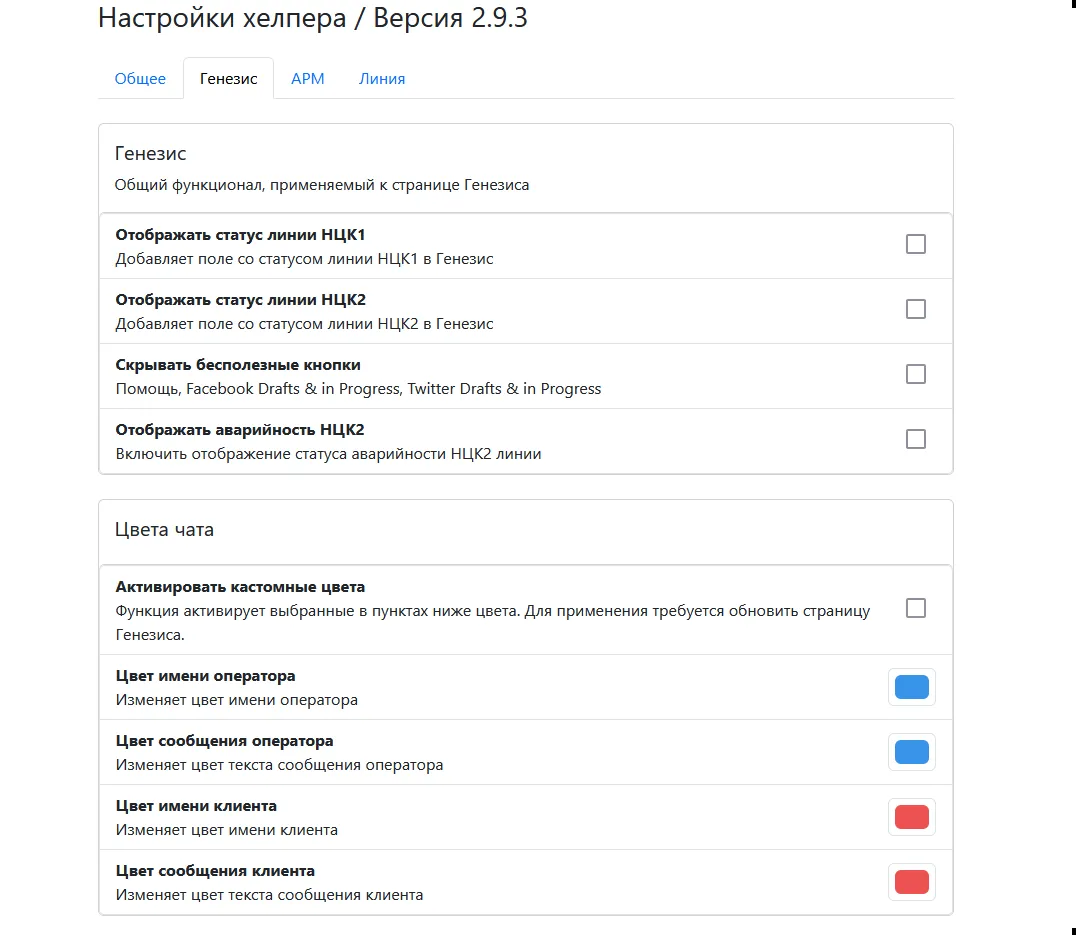 Настройки хелпера / Версия 2.9.3
Общее Генезис АРМ Линия
Генезис
Общий функционал, применяемый к странице Генезиса
Отображать статус линии НЦК1
Добавляет поле со статусом линии НЦК1 в Генезис
Отображать статус линии НЦК2
Добавляет поле со статусом линии НЦК2 в Генезис
Скрывать бесполезные кнопки
Помощь, Facebook Drafts & in Progress, Twitter Drafts & in Progress
Отображать аварийность НЦК2
Включить отображение статуса аварийности НЦК2 линии
Цвета чата
Активировать кастомные цвета
Функция активирует выбранные в пунктах ниже цвета. Для применения требуется обновить страницу
Генезиса.
Цвет имени оператора
Изменяет цвет имени оператора
Цвет сообщения оператора
Изменяет цвет текста сообщения оператора
Цвет имени клиента
Изменяет цвет имени клиента
Цвет сообщения клиента
Изменяет цвет текста сообщения клиента